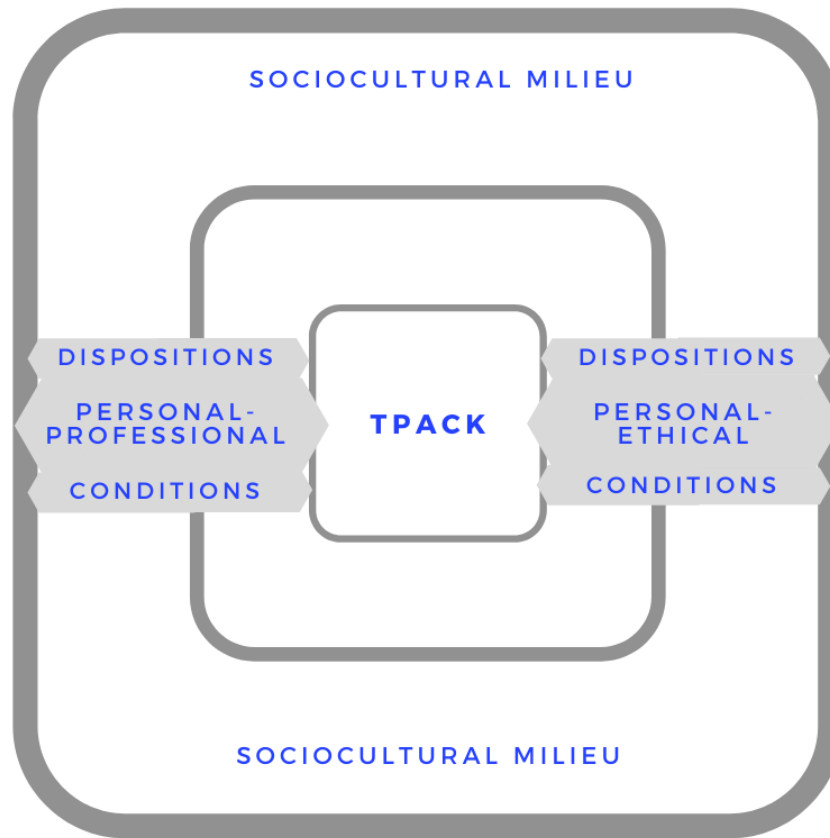 SOCIOCULTURAL MILIEU
DISPOSITIONS
PERSONAL-
PROFESSIONAL
CONDITIONS
TPACK
DISPOSITIONS
PERSONAL-
ETHICAL
CONDITIONS
SOCIOCULTURAL MILIEU